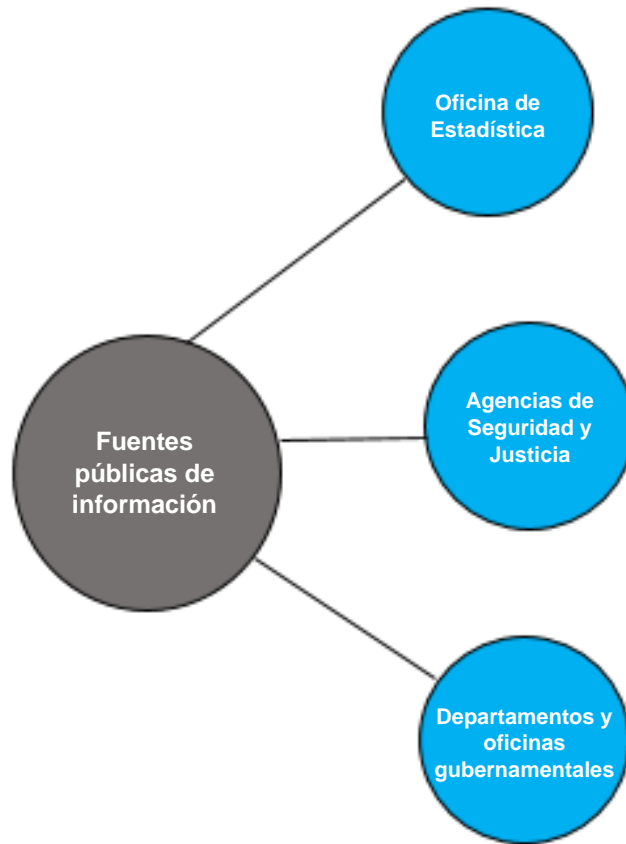 Oficina de
Estadística
Agencias de
Seguridad y
Justicia
Fuentes
públicas de
información
Departamentos y
oficinas
gubernamentales